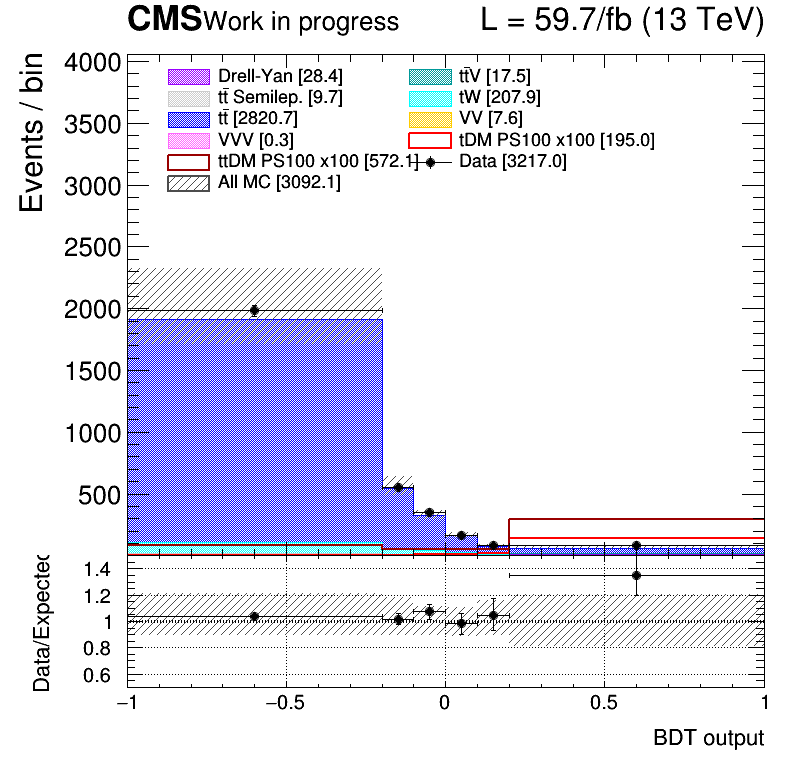 CMS Work in progress L = 59.7/fb (13 TeV)
Events / bin
4000
3500
3000
2500
2000
1500
1000
500
Drell-Yan [28.4] tt̄V [17.5]
tt̄ Semilep. [9.7] tW [207.9]
tt̄ [2820.7] VV [7.6]
VVV [0.3] tDM PS100 x100 [195.0]
ttDM PS100 x100 [572.1] Data [3217.0]
All MC [3092.1]
Data/Expected
1.4
1.2
1
0.8
0.6
−1 −0.5 0 0.5 1
BDT output